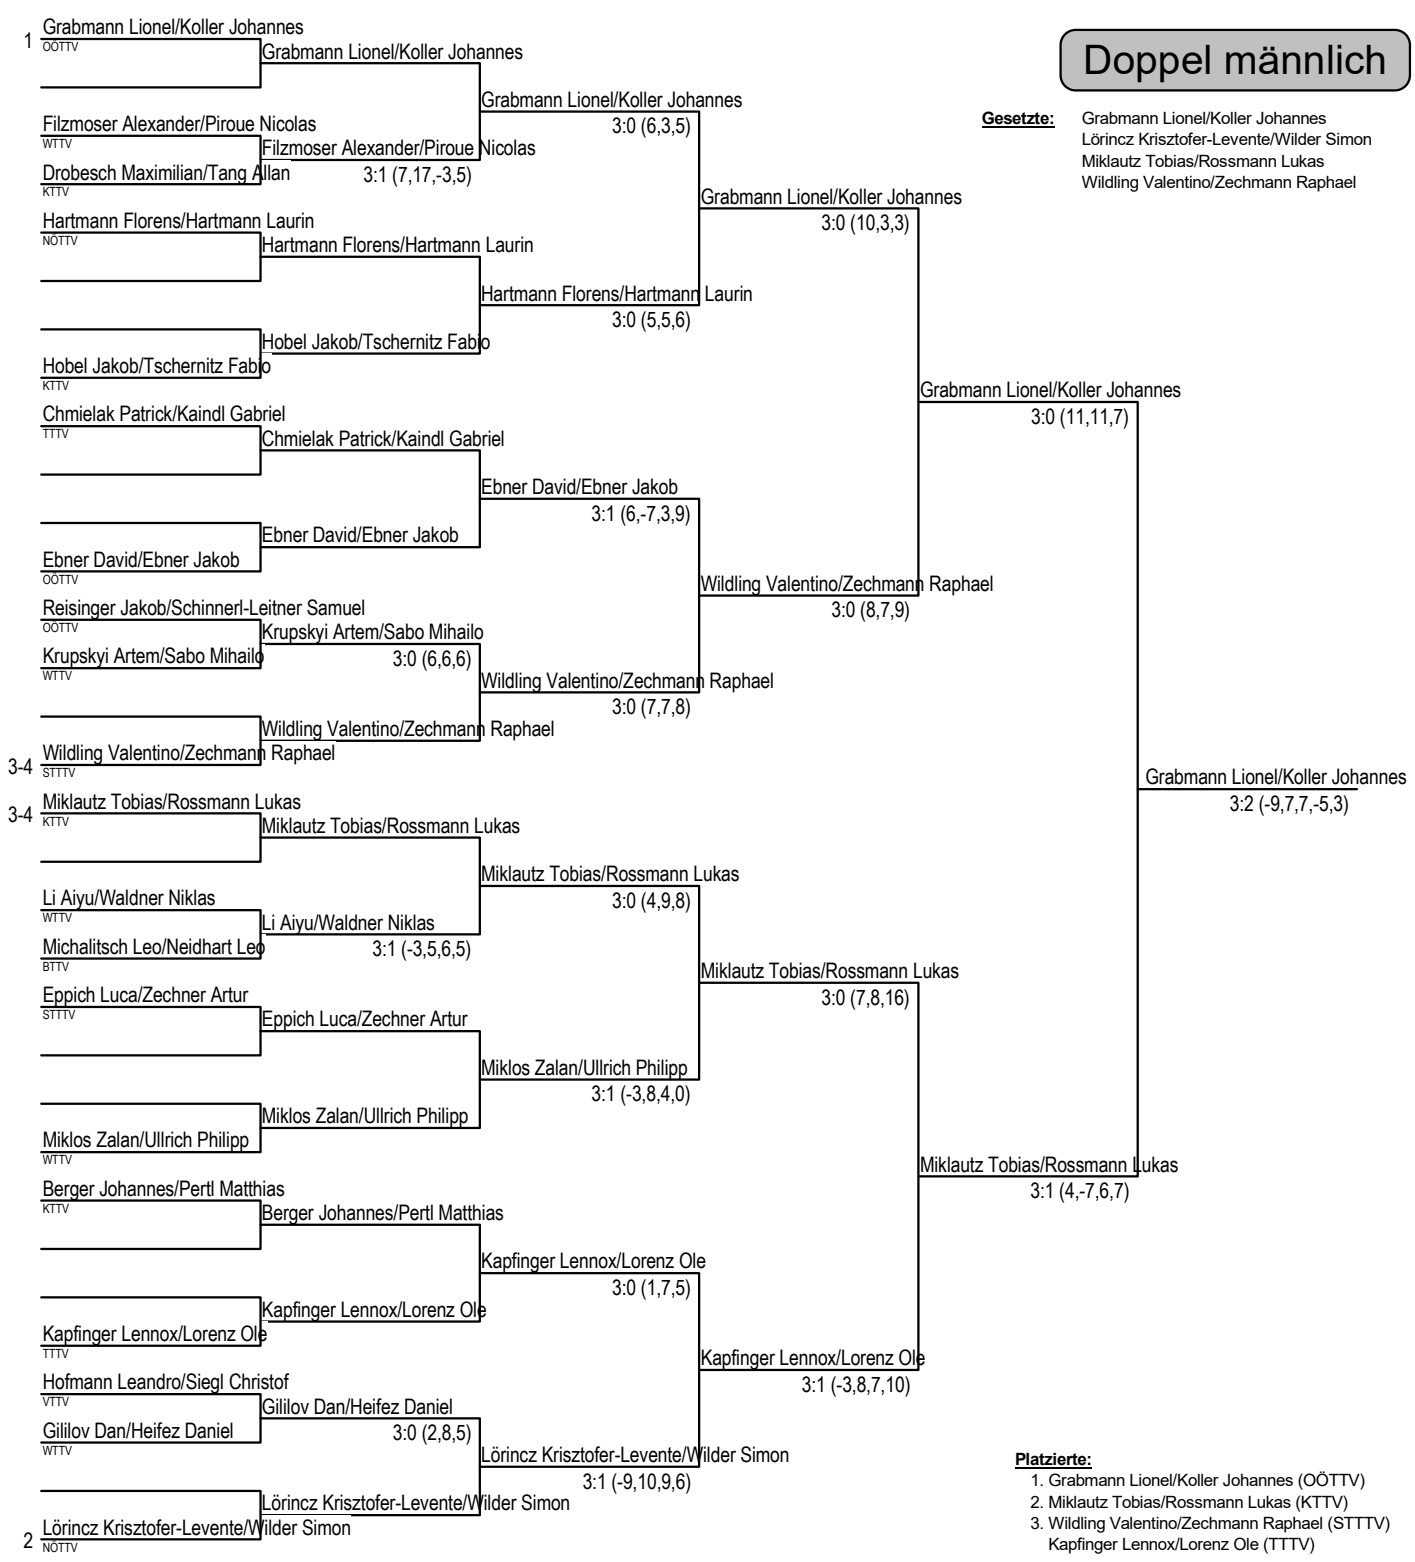 Doppel männlich
Gesetzte: Grabmann Lionel/Koller Johannes
Lörincz Krisztofer-Levente/Wilder Simon
Miklautz Tobias/Rossmann Lukas
Wildling Valentino/Zechmann Raphael
1 Grabmann Lionel/Koller Johannes
OÖTTV
Filzmoser Alexander/Piroue Nicolas
WTTV
Drobesch Maximilian/Tang Allan
KTTV
Hartmann Florens/Hartmann Laurin
NÖTTV
Hobel Jakob/Tschernitz Fabio
KTTV
Chmielak Patrick/Kaindl Gabriel
TTTV
Ebner David/Ebner Jakob
OÖTTV
Reisinger Jakob/Schinnerl-Leitner Samuel
OÖTTV
Krupskyi Artem/Sabo Mihailo
WTTV
3-4 Wildling Valentino/Zechmann Raphael
STTTV
3-4 Miklautz Tobias/Rossmann Lukas
KTTV
Li Aiyu/Waldner Niklas
WTTV
Michalitsch Leo/Neidhart Leo
BTTV
Eppich Luca/Zechner Artur
STTTV
Miklos Zalan/Ullrich Philipp
WTTV
Berger Johannes/Pertl Matthias
KTTV
Kapfinger Lennox/Lorenz Ole
TTTV
Hofmann Leandro/Siegl Christof
VTTV
Gililov Dan/Heifez Daniel
WTTV
2 Lörincz Krisztofer-Levente/Wilder Simon
NÖTTV
Grabmann Lionel/Koller Johannes
Filzmoser Alexander/Piroue Nicolas
3:1 (7,17,-3,5)
Hartmann Florens/Hartmann Laurin
Hobel Jakob/Tschernitz Fabio
Chmielak Patrick/Kaindl Gabriel
Ebner David/Ebner Jakob
Krupskyi Artem/Sabo Mihailo
3:0 (6,6,6)
Wildling Valentino/Zechmann Raphael
Miklautz Tobias/Rossmann Lukas
Li Aiyu/Waldner Niklas
3:1 (-3,5,6,5)
Eppich Luca/Zechner Artur
Miklos Zalan/Ullrich Philipp
Berger Johannes/Pertl Matthias
Kapfinger Lennox/Lorenz Ole
Gililov Dan/Heifez Daniel
3:0 (2,8,5)
Lörincz Krisztofer-Levente/Wilder Simon
Grabmann Lionel/Koller Johannes
3:0 (6,3,5)
Hartmann Florens/Hartmann Laurin
3:0 (5,5,6)
Ebner David/Ebner Jakob
3:1 (6,-7,3,9)
Wildling Valentino/Zechmann Raphael
3:0 (7,7,8)
Miklautz Tobias/Rossmann Lukas
3:0 (4,9,8)
Miklos Zalan/Ullrich Philipp
3:1 (-3,8,4,0)
Kapfinger Lennox/Lorenz Ole
3:0 (1,7,5)
Lörincz Krisztofer-Levente/Wilder Simon
3:1 (-9,10,9,6)
Grabmann Lionel/Koller Johannes
3:0 (10,3,3)
Wildling Valentino/Zechmann Raphael
3:0 (8,7,9)
Miklautz Tobias/Rossmann Lukas
3:0 (7,8,16)
Kapfinger Lennox/Lorenz Ole
3:1 (-3,8,7,10)
Grabmann Lionel/Koller Johannes
3:0 (11,11,7)
Miklautz Tobias/Rossmann Lukas
3:1 (4,-7,6,7)
Grabmann Lionel/Koller Johannes
3:2 (-9,7,7,-5,3)
Platzierte:
1. Grabmann Lionel/Koller Johannes (OÖTTV)
2. Miklautz Tobias/Rossmann Lukas (KTTV)
3. Wildling Valentino/Zechmann Raphael (STTTV)
Kapfinger Lennox/Lorenz Ole (TTTV)